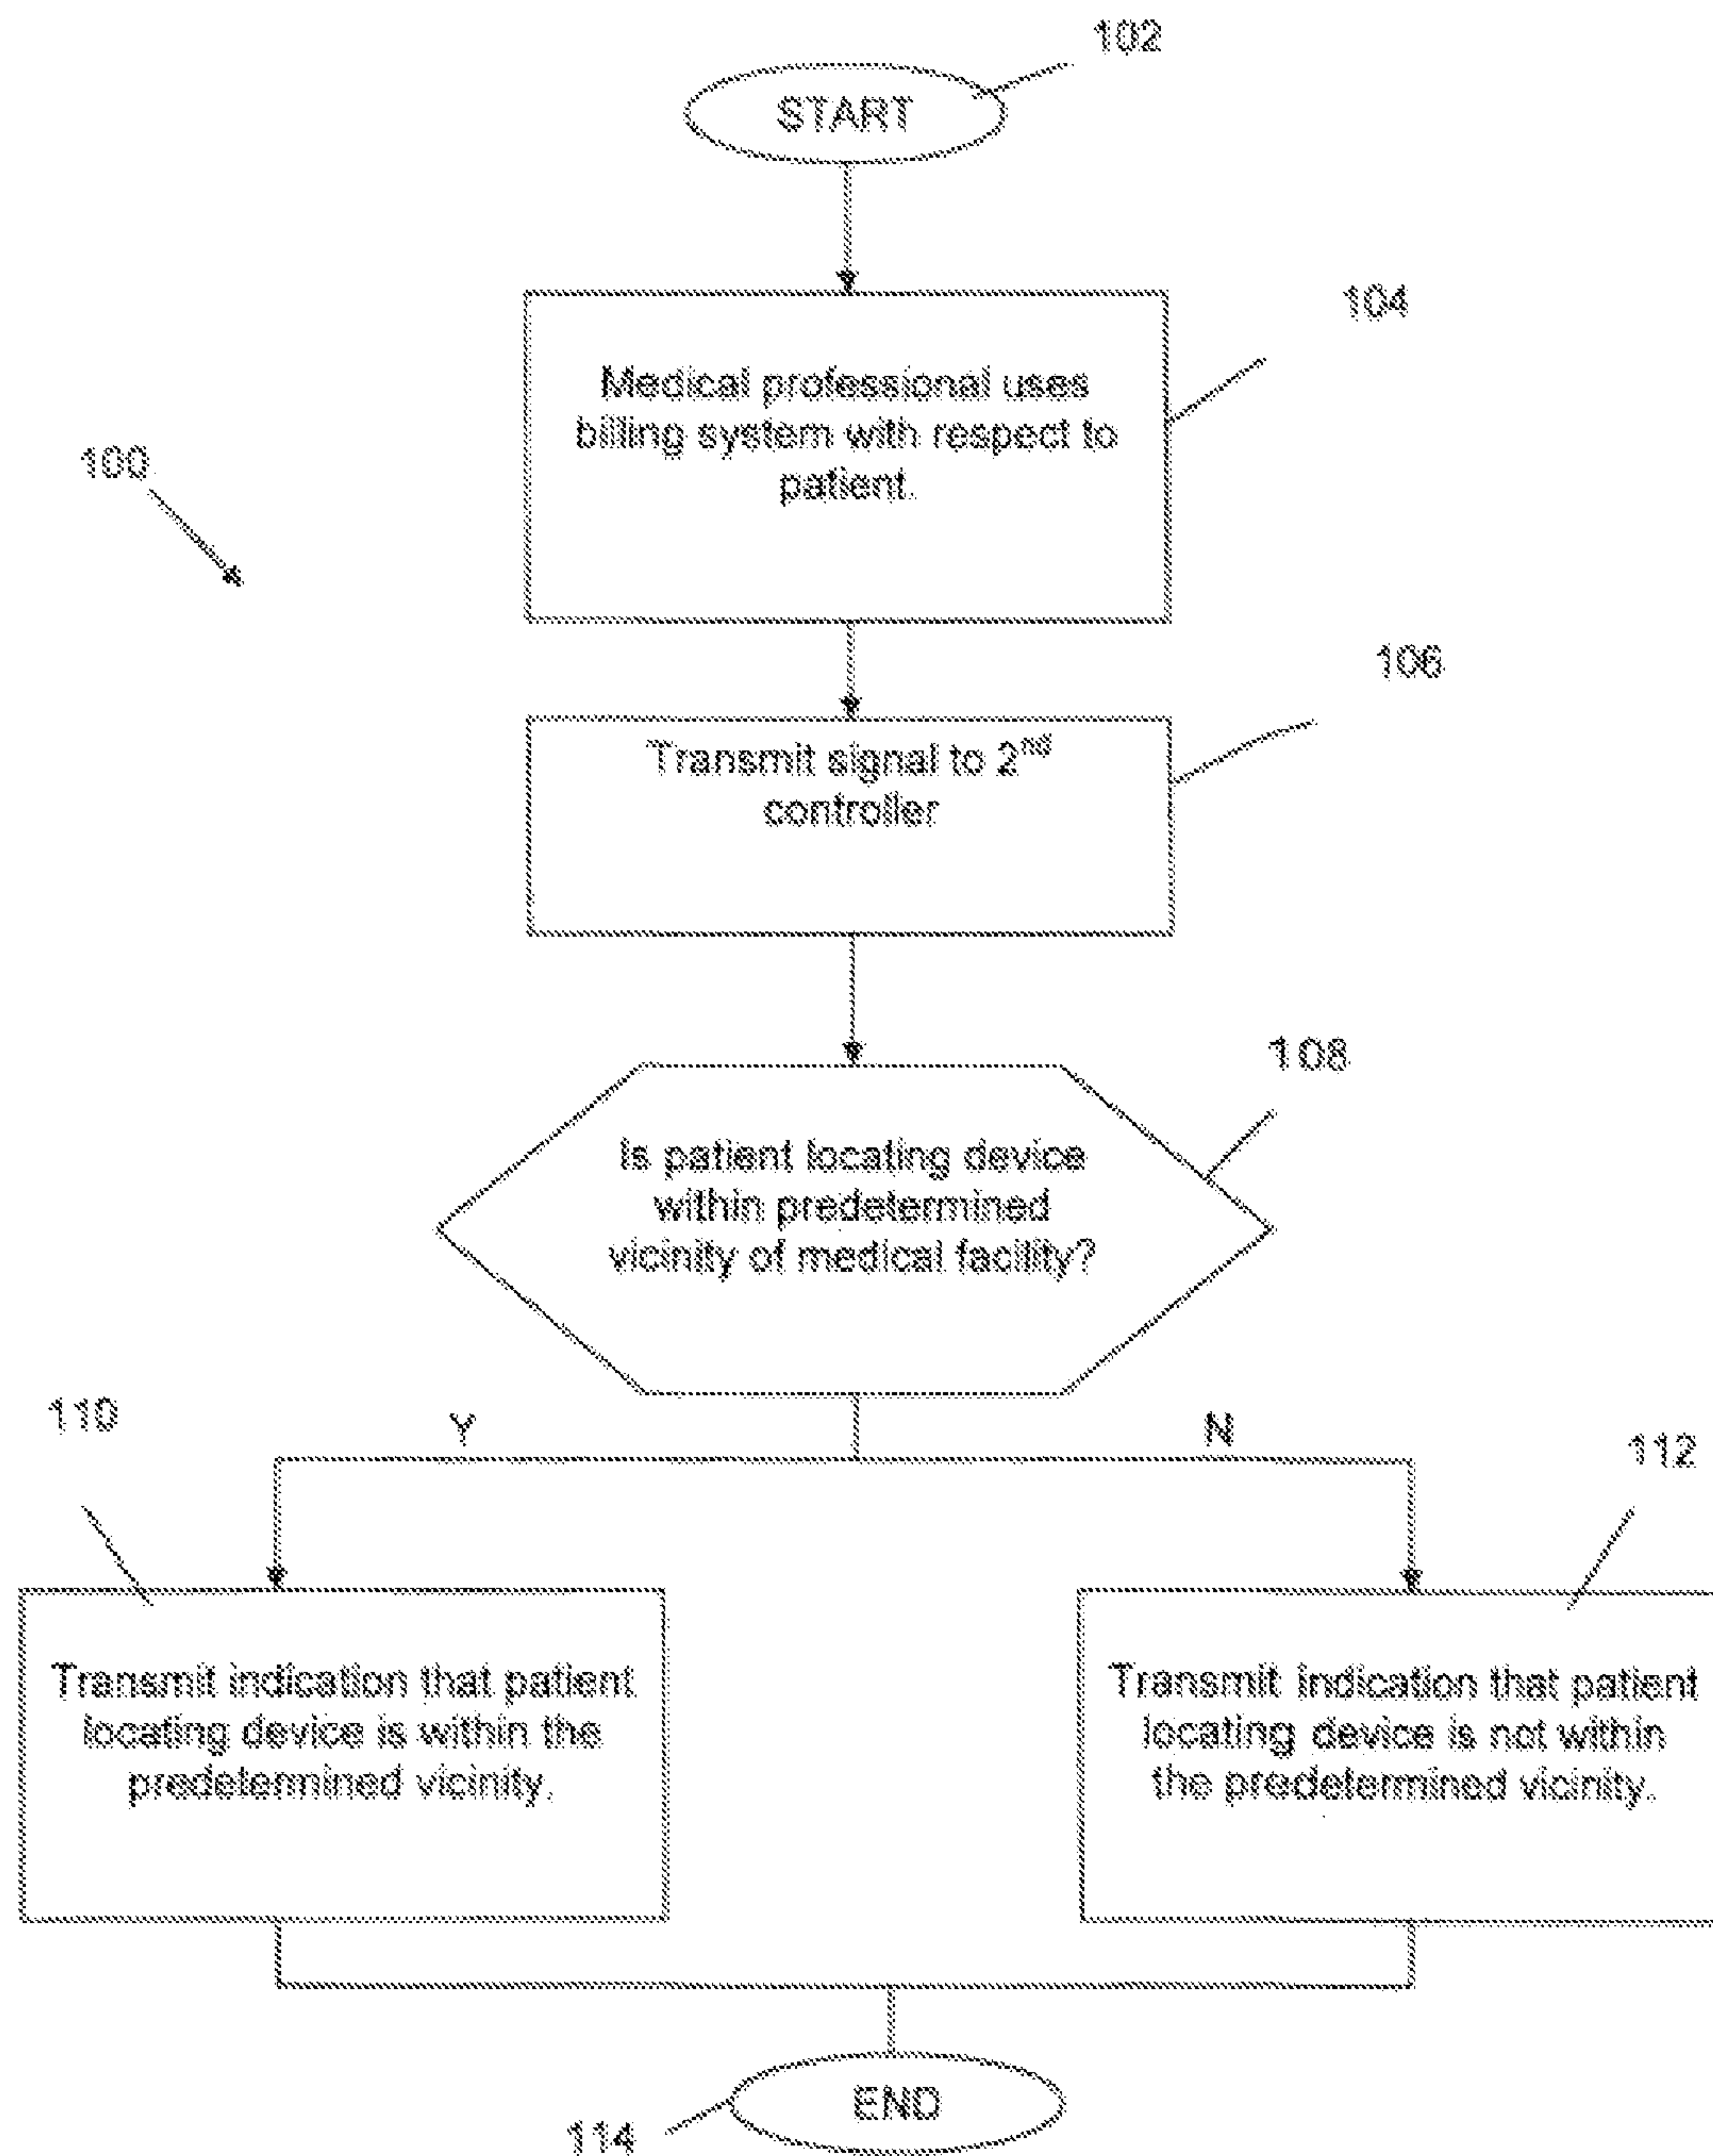 102
START
104
Medical professional uses
billing system with respect to
patient.
100
106
Transmit signal to 2nd
controller
108
Is patient locating device
within predetermined
vicinity of medical facility?
110
Y
N
112
Transmit indication that patient
locating device is within the
predetermined vicinity.
Transmit indication that patient
locating device is not within
the predetermined vicinity.
END
114